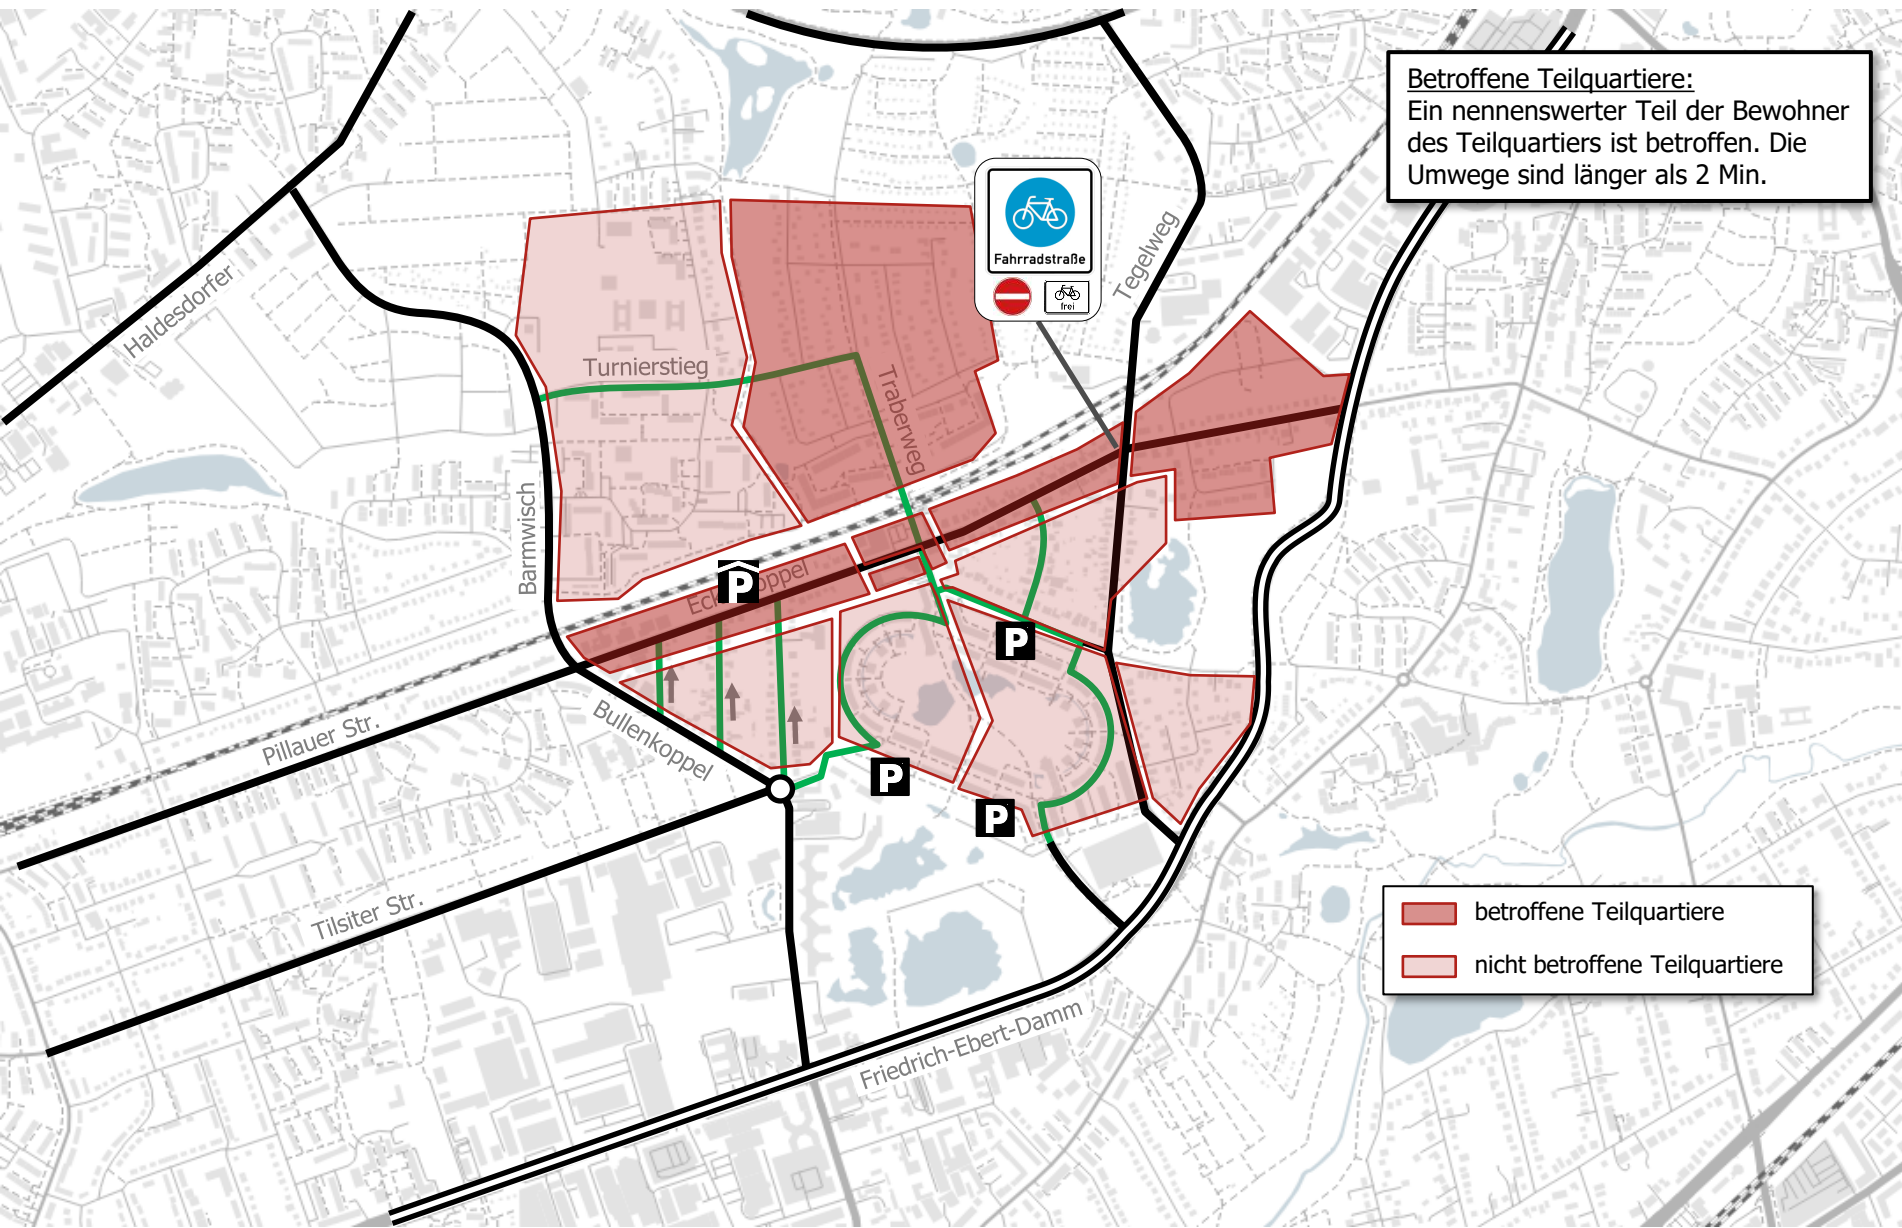 Betroffene Teilquartiere:
Ein nennenswerter Teil der Bewohner
des Teilquartiers ist betroffen. Die
Umwege sind länger als 2 Min.
Fahrradstraße
frei
Tegelweg
Haldesdorfer
Turnierstieg
Traberweg
Barmwisch
P
P
Bullenkoppel
Pillauer Str.
P
P
Tilsiter Str.
betroffene Teilquartiere
nicht betroffene Teilquartiere
Friedrich-Ebert-Damm